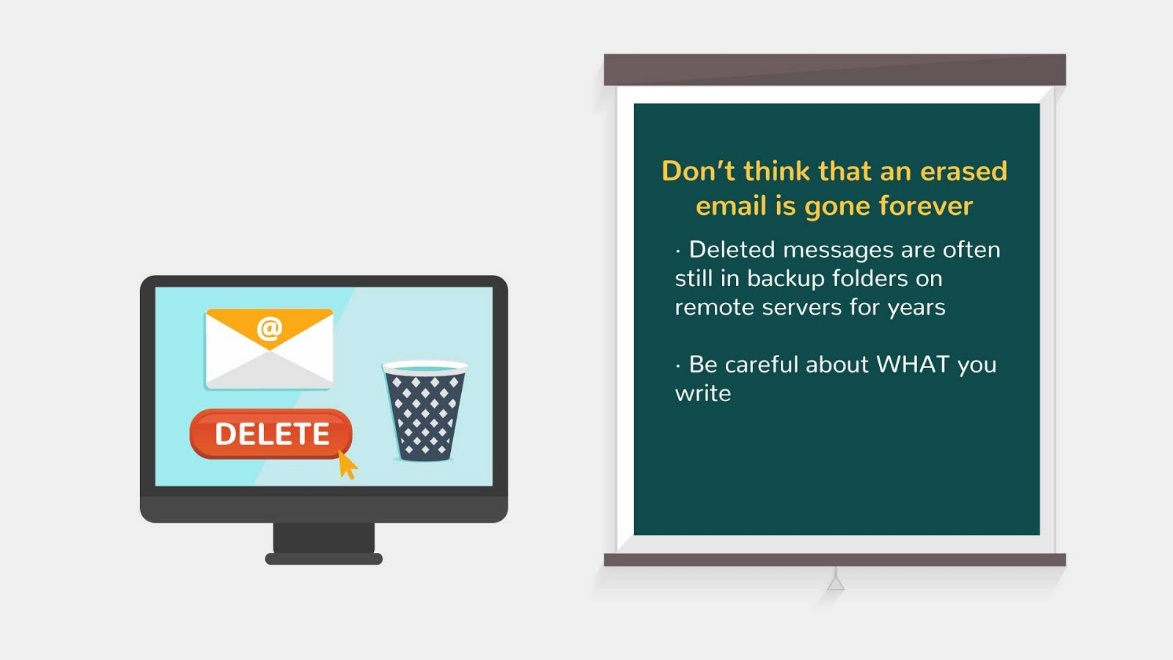 @
DELETE
Don't think that an erased
email is gone forever
· Deleted messages are often
still in backup folders on
remote servers for years
· Be careful about WHAT you
write